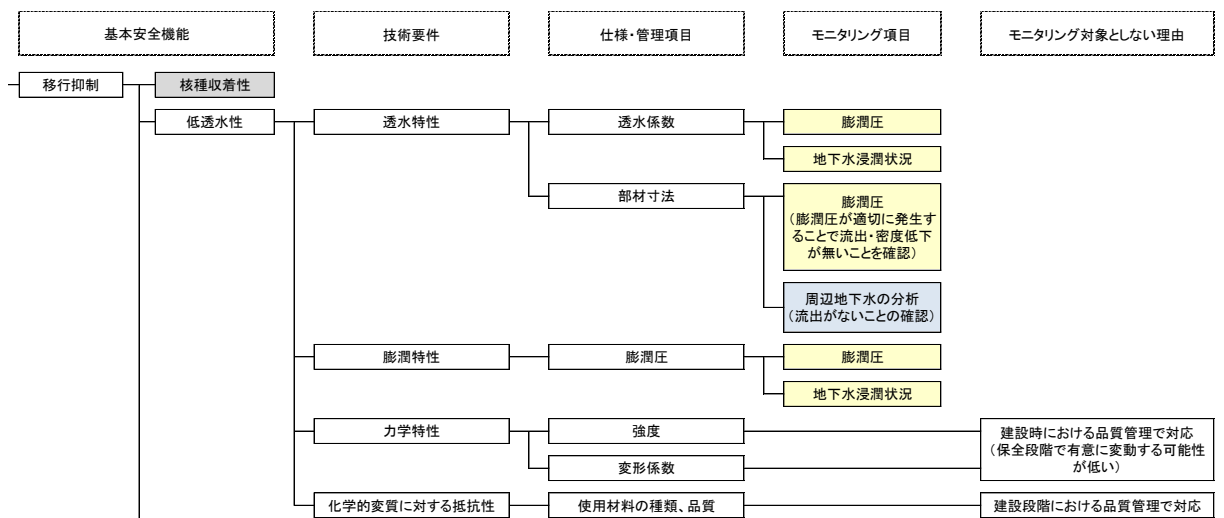 基本安全機能
技術要件
仕様・管理項目
モニタリング項目
モニタリング対象としない理由
移行抑制
核種収着性
低透水性
透水特性
透水係数
膨潤圧
地下水浸潤状況
部材寸法
膨潤圧
（膨潤圧が適切に発生す
ることで流出・密度低下
が無いことを確認）
周辺地下水の分析
（流出がないことの確認）
膨潤特性
膨潤圧
膨潤圧
地下水浸潤状況
力学特性
強度
変形係数
建設時における品質管理で対応
（保全段階で有意に変動する可能性
が低い）
化学的変質に対する抵抗性
使用材料の種類、品質
建設段階における品質管理で対応